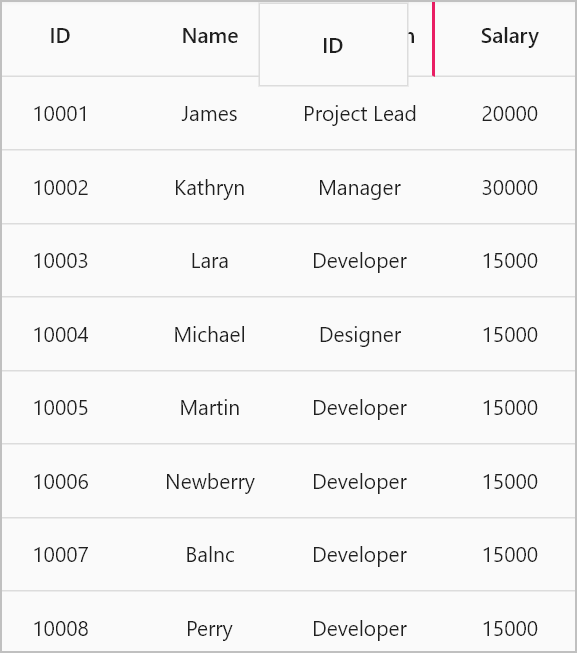 ID Name ID n Salary
10001 James Project Lead 20000
10002 Kathryn Manager 30000
10003 Lara Developer 15000
10004 Michael Designer 15000
10005 Martin Developer 15000
10006 Newberry Developer 15000
10007 Balnc Developer 15000
10008 Perry Developer 15000